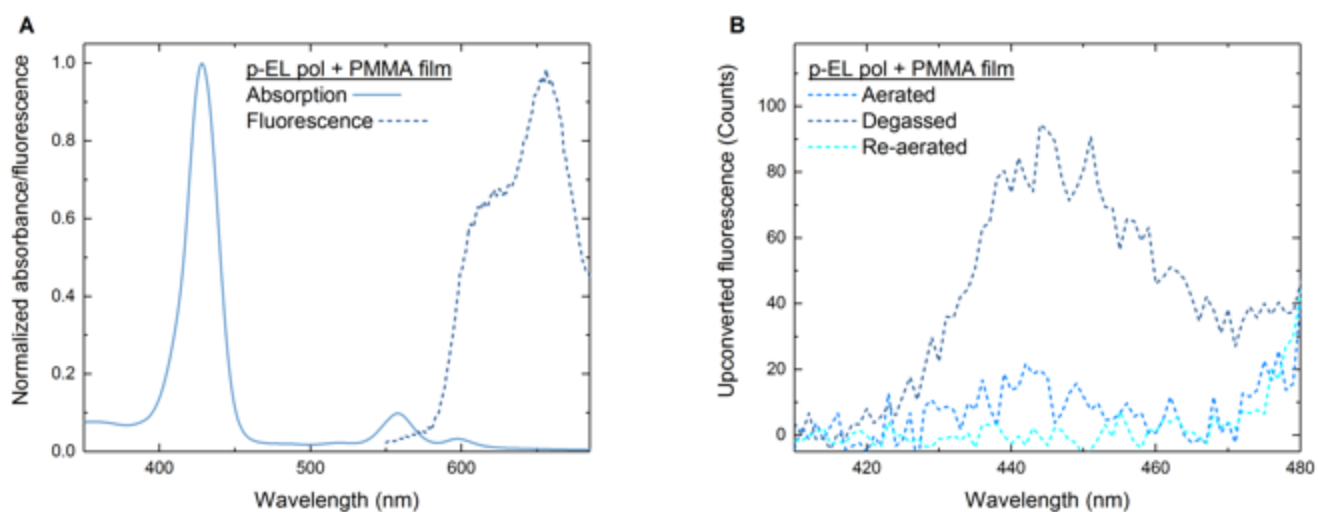 A
Normalized absorbance/fluorescence
1.0
0.8
0.6
0.4
0.2
0.0
p-EL pol + PMMA film
Absorption
Fluorescence
400
500
600
Wavelength (nm)
B
Upconverted fluorescence (Counts)
100
80
60
40
20
0
p-EL pol + PMMA film
Aerated
Degassed
Re-aerated
420
440
460
480
Wavelength (nm)